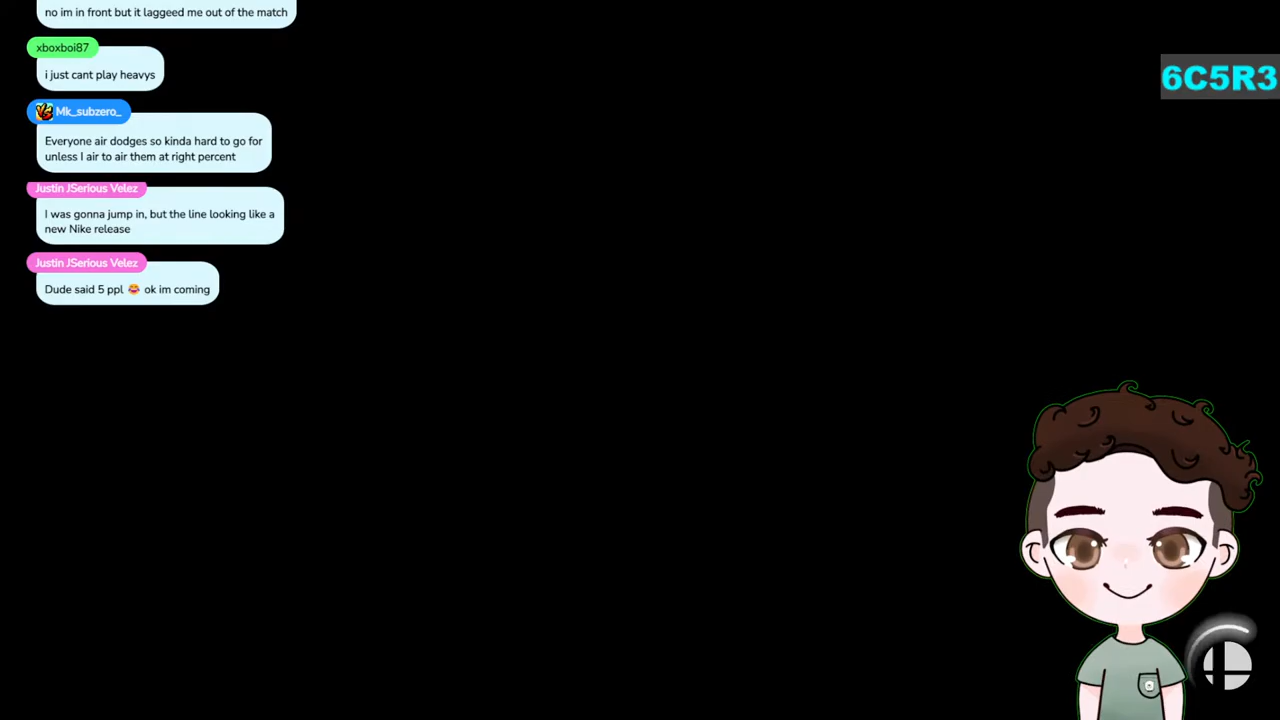 no im in front but it laggeed me out of the match
xboxboi87
i just cant play heavys
Mk_subzero_
Everyone air dodges so kinda hard to go for
unless I air to air them at right percent
Justin JSerious Velez
I was gonna jump in, but the line looking like a
new Nike release
Justin JSerious Velez
Dude said 5 ppl 😂 ok im coming
6C5R3